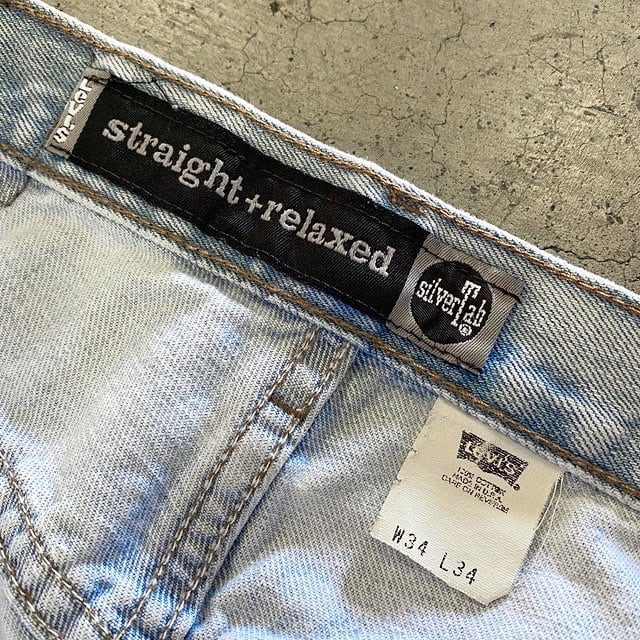 LEVI'S
straight+relaxed
silverTab
®
LEVI'S
®
100% COTTON
MADE IN U.S.A.
CARE ON REVERSE
W34 L34